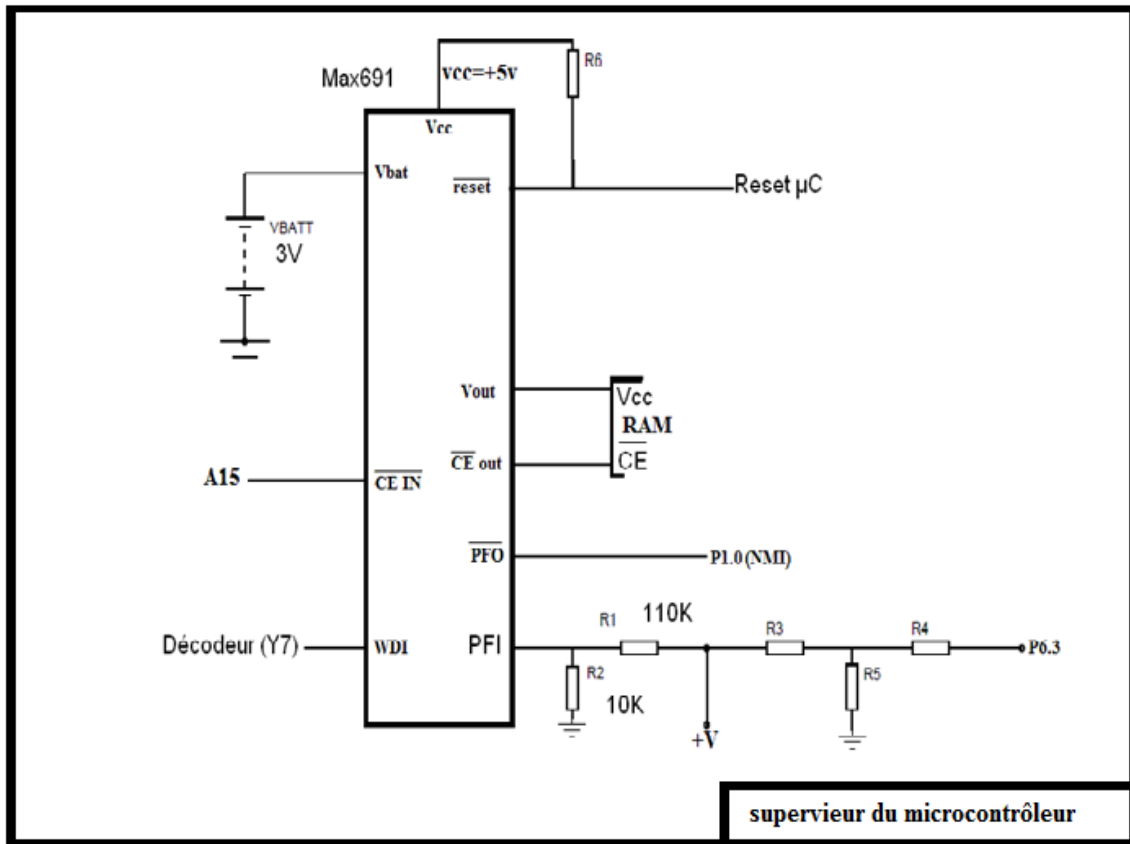 Max691
vcc=+5v
R6
Vcc
Vbat
reset
Reset µC
VBATT
3V
Vout
Vcc
RAM
CE out
CE
A15
CE IN
PFO
P1.0(NMI)
Décodeur (Y7)
WDI
PFI
R1
110K
R3
R4
P6.3
R2
10K
R5
+V
supervieur du microcontrôleur